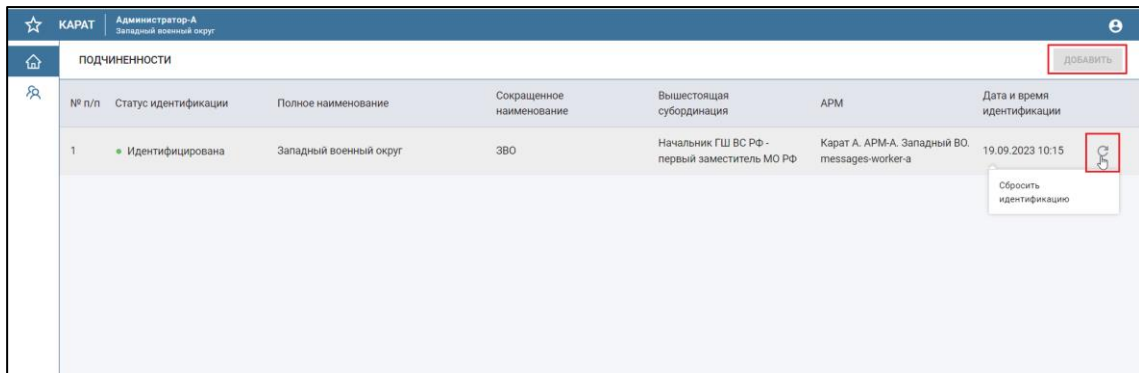 КАРАТ
Администратор-А
Западный военный округ
ПОДЧИНЕННОСТИ
ДОБАВИТЬ
№ п/п
Статус идентификации
Полное наименование
Сокращенное
наименование
Вышестоящая
субординация
АРМ
Дата и время
идентификации
1
Идентифицирована
Западный военный округ
ЗВО
Начальник ГШ ВС РФ -
первый заместитель МО РФ
Карат А. АРМ-А. Западный ВО.
messages-worker-a
19.09.2023 10:15
Сбросить
идентификацию